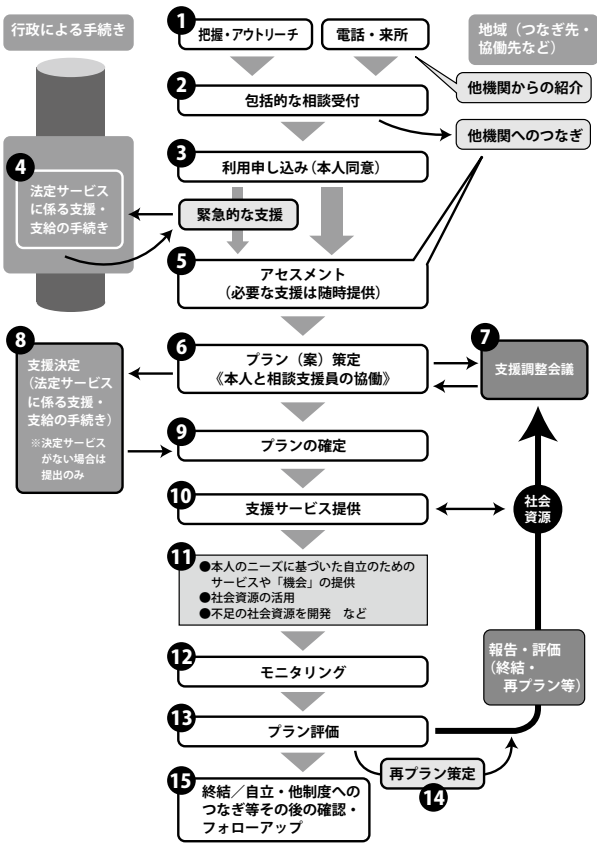 行政による手続き
❶
把握・アウトリーチ
電話・来所
地域（つなぎ先・
協働先など）
他機関からの紹介
❷
包括的な相談受付
他機関へのつなぎ
❸
利用申し込み（本人同意）
❹
法定サービス
に係る支援・
支給の手続き
緊急的な支援
❺
アセスメント
（必要な支援は随時提供）
❻
プラン（案）策定
《本人と相談支援員の協働》
❼
支援調整会議
❽
支援決定
（法定サービス
に係る支援・
支給の手続き）
※決定サービス
がない場合は
提出のみ
❾
プランの確定
❿
支援サービス提供
社会
資源
⓫
●本人のニーズに基づいた自立のための
サービスや「機会」の提供
●社会資源の活用
●不足の社会資源を開発　など
⓬
モニタリング
報告・評価
（終結・
再プラン等）
⓭
プラン評価
再プラン策定
⓮
⓯
終結／自立・他制度への
つなぎ等その後の確認・
フォローアップ